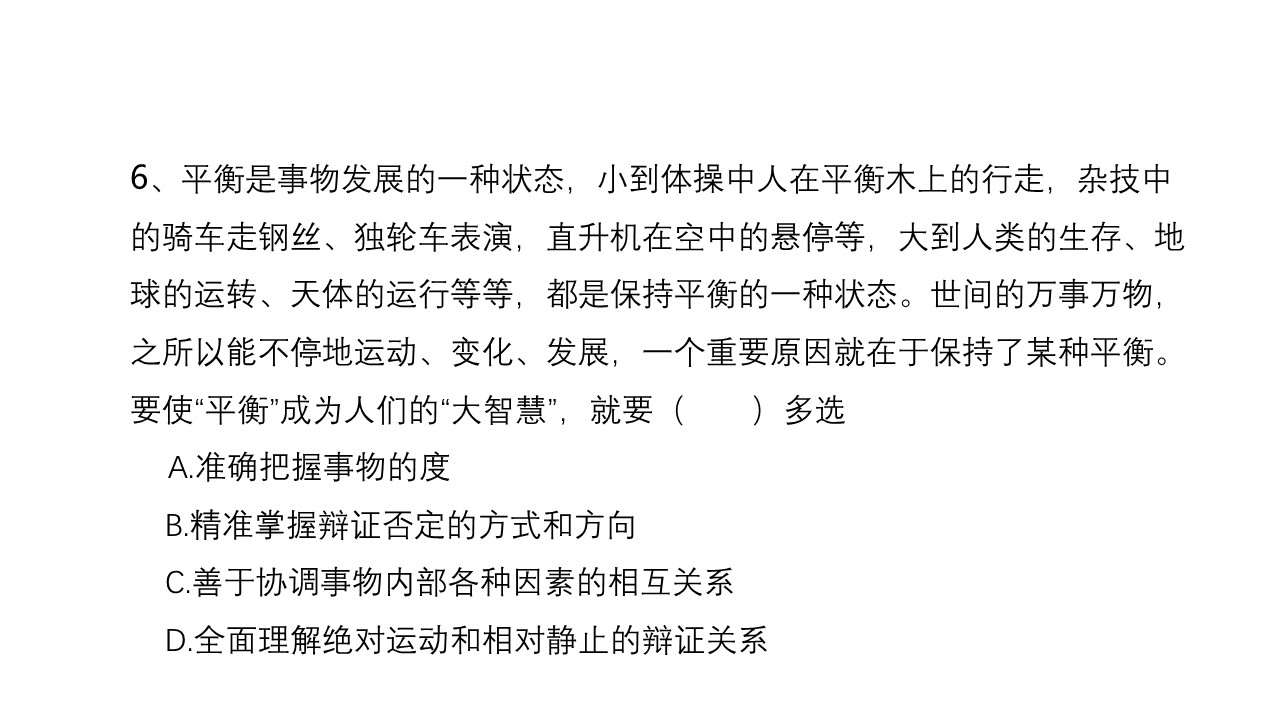 6、平衡是事物发展的一种状态，小到体操中人在平衡木上的行走，杂技中
的骑车走钢丝、独轮车表演，直升机在空中的悬停等，大到人类的生存、地
球的运转、天体的运行等等，都是保持平衡的一种状态。世间的万事万物，
之所以能不停地运动、变化、发展，一个重要原因就在于保持了某种平衡。
要使“平衡”成为人们的“大智慧”，就要（　　）多选
A.准确把握事物的度
B.精准掌握辩证否定的方式和方向
C.善于协调事物内部各种因素的相互关系
D.全面理解绝对运动和相对静止的辩证关系